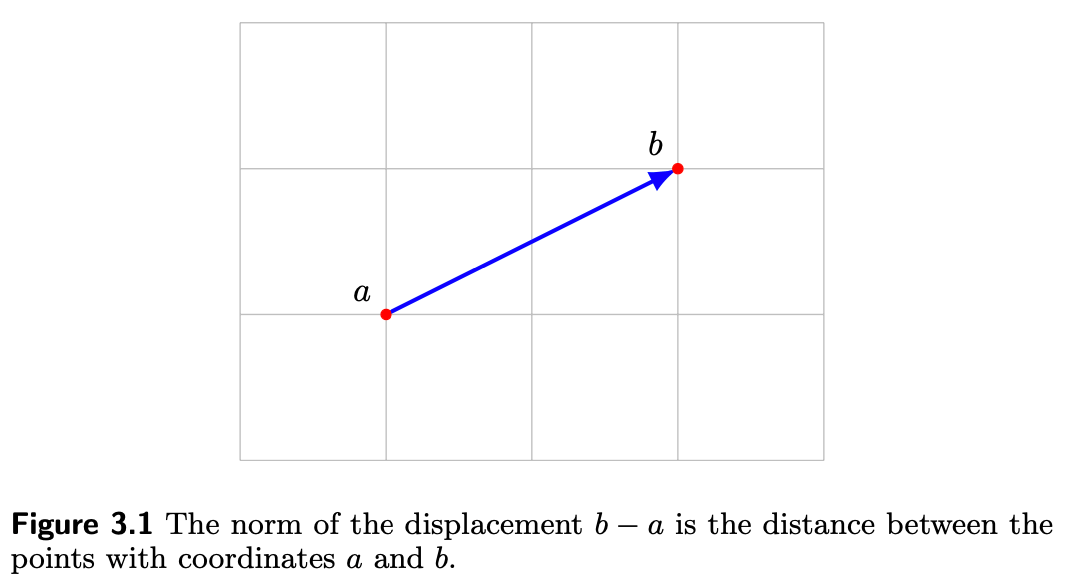 b
a
Figure 3.1 The norm of the displacement b − a is the distance between the
points with coordinates a and b.